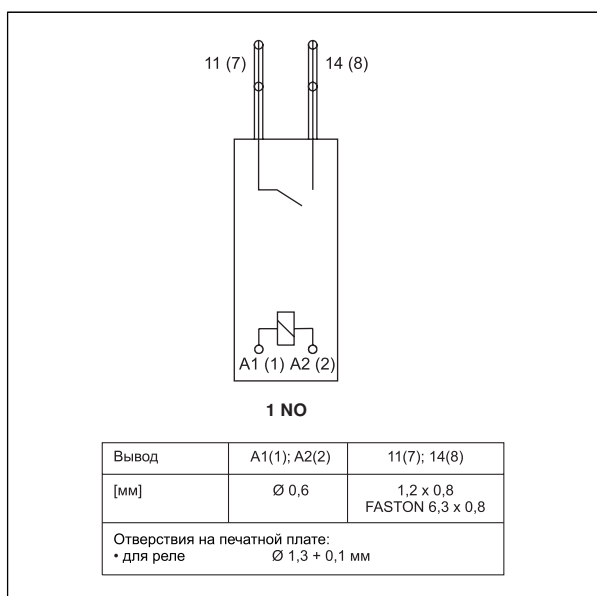 11 (7) 14 (8)
A1 (1) A2 (2)
1 NO
Вывод A1(1); A2(2) 11(7); 14(8)
[мм] Ø 0,6 1,2 x 0,8
FASTON 6,3 x 0,8
Отверствия на печатной плате:
• для реле Ø 1,3 + 0,1 мм